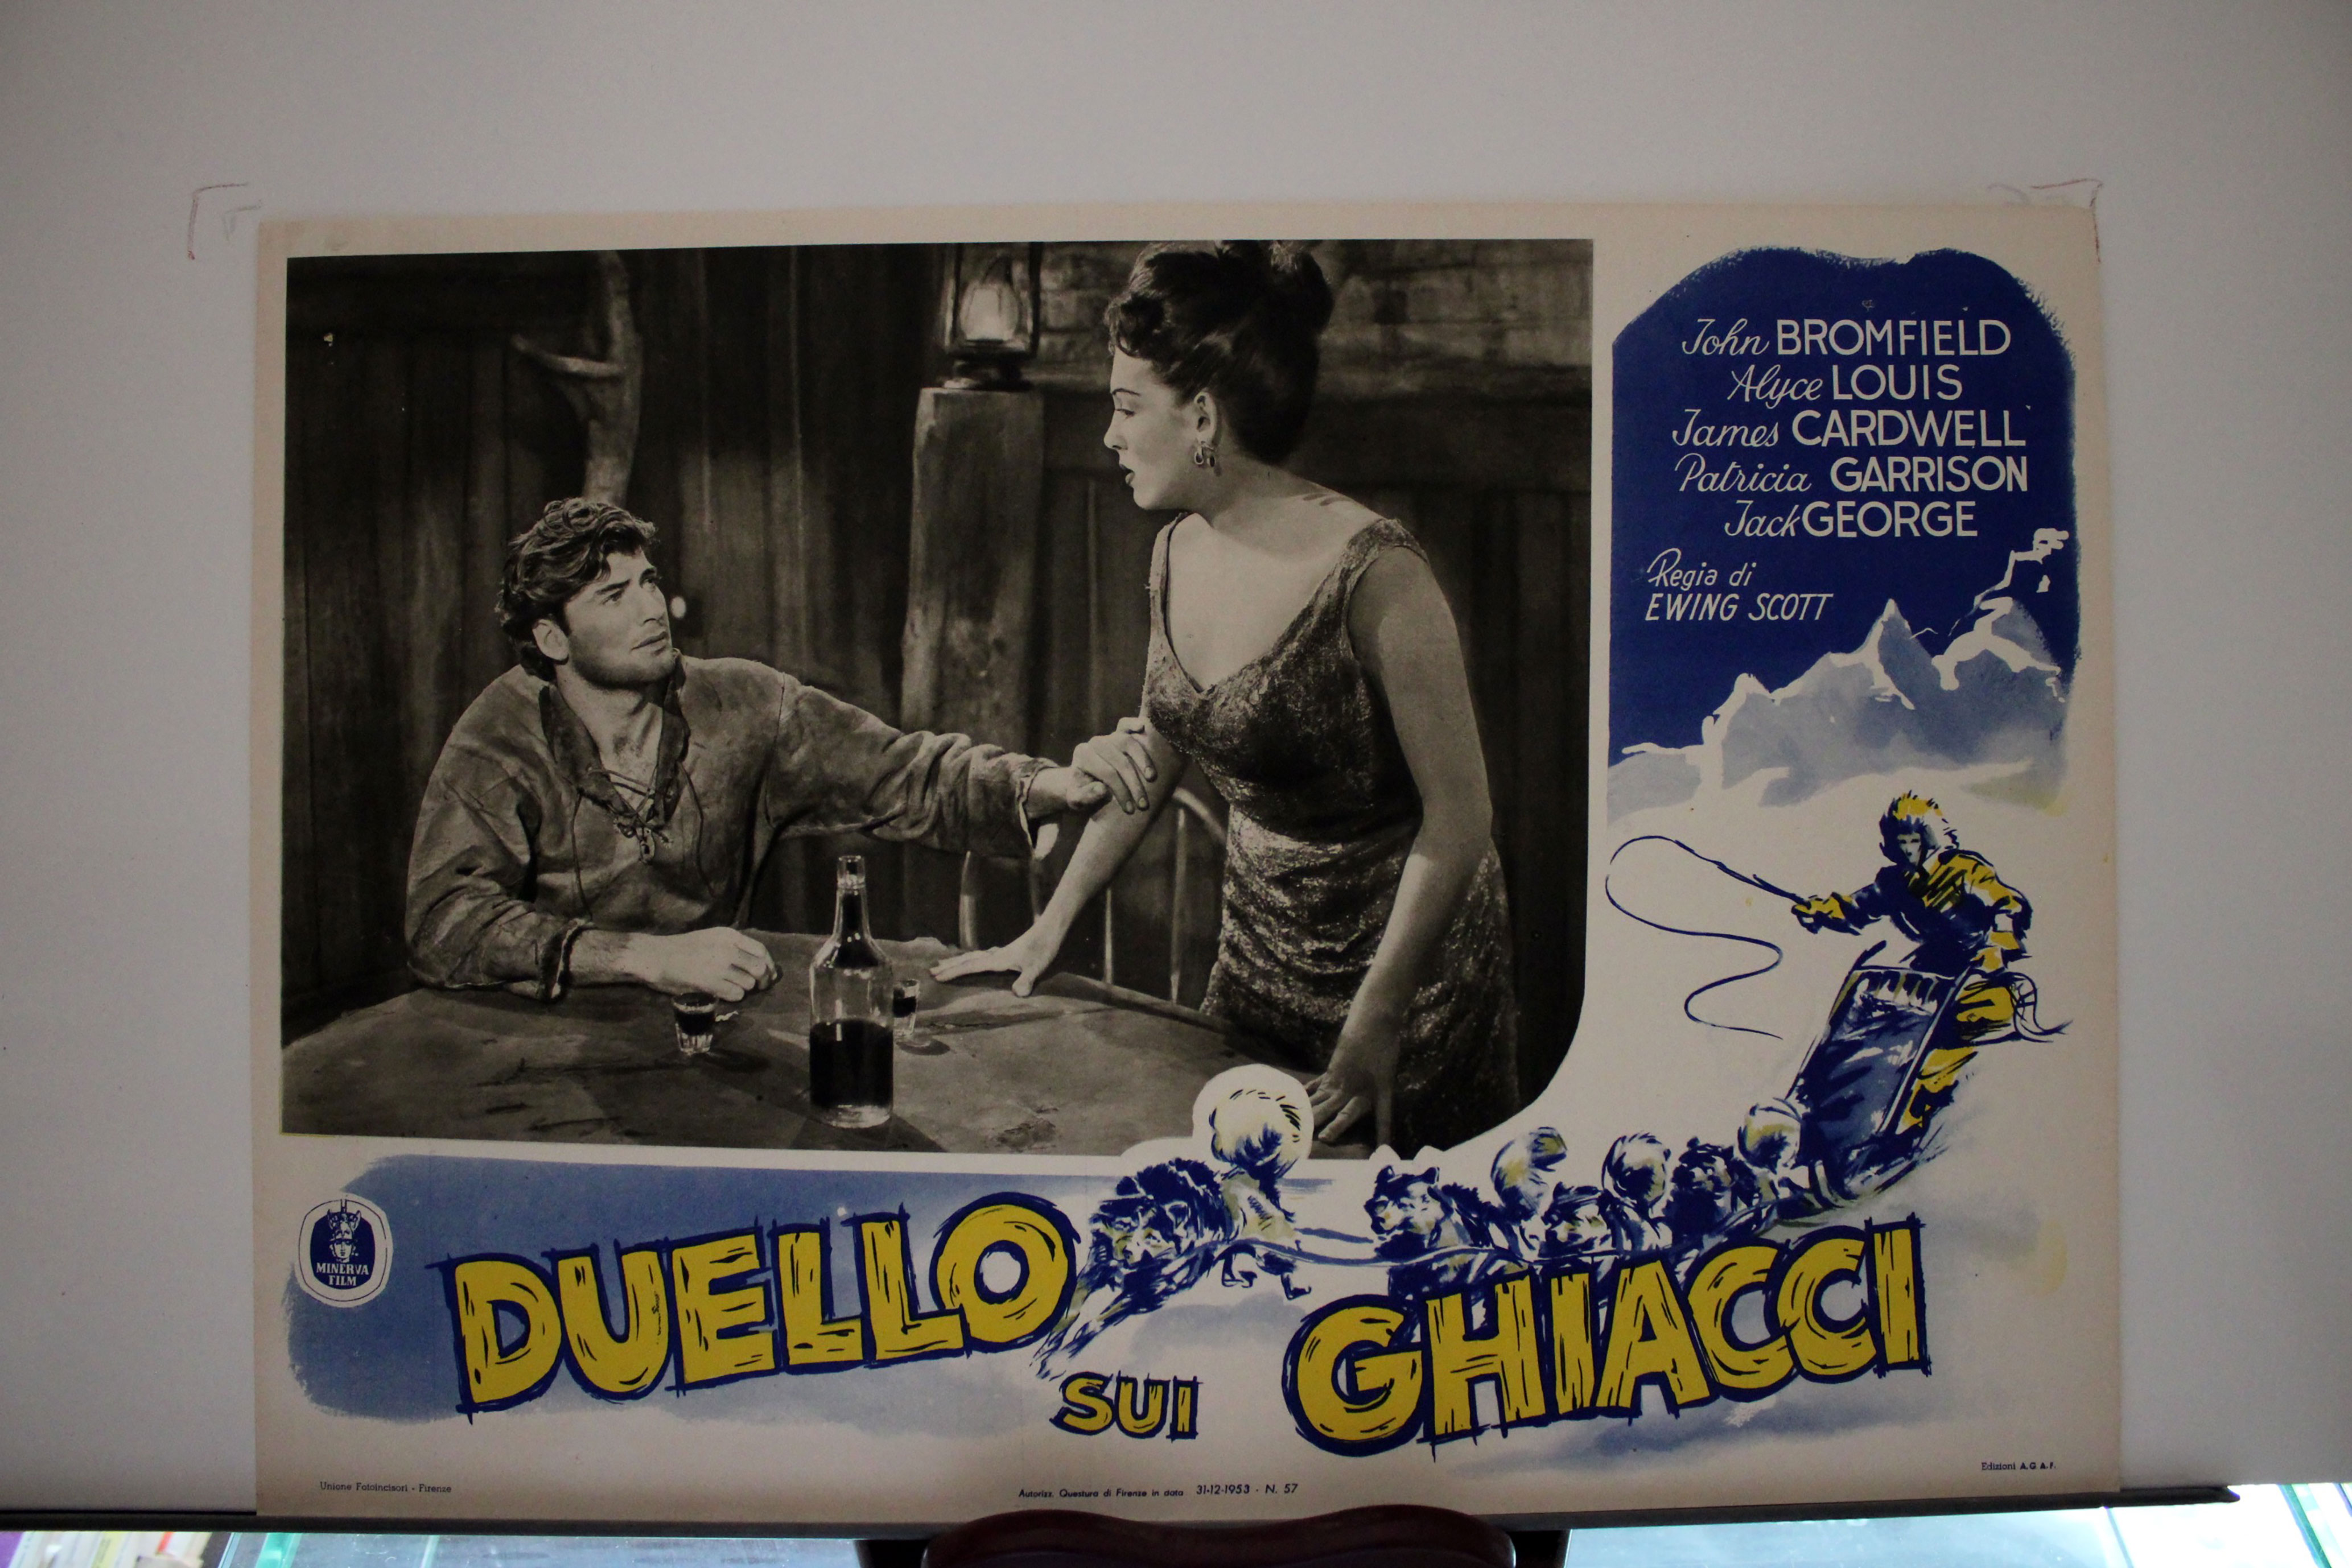 John BROMFIELD
Alyce LOUIS
James CARDWELL
Patricia GARRISON
Jack GEORGE
Regia di
EWING SCOTT
MINERVA
FILM
DUELLO
SUI
GHIACCI
Unione Fotoincisori - Firenze
Autorizz. Questura di Firenze in data 31-12-1953 - N. 57
Edizioni A.G.A.F.